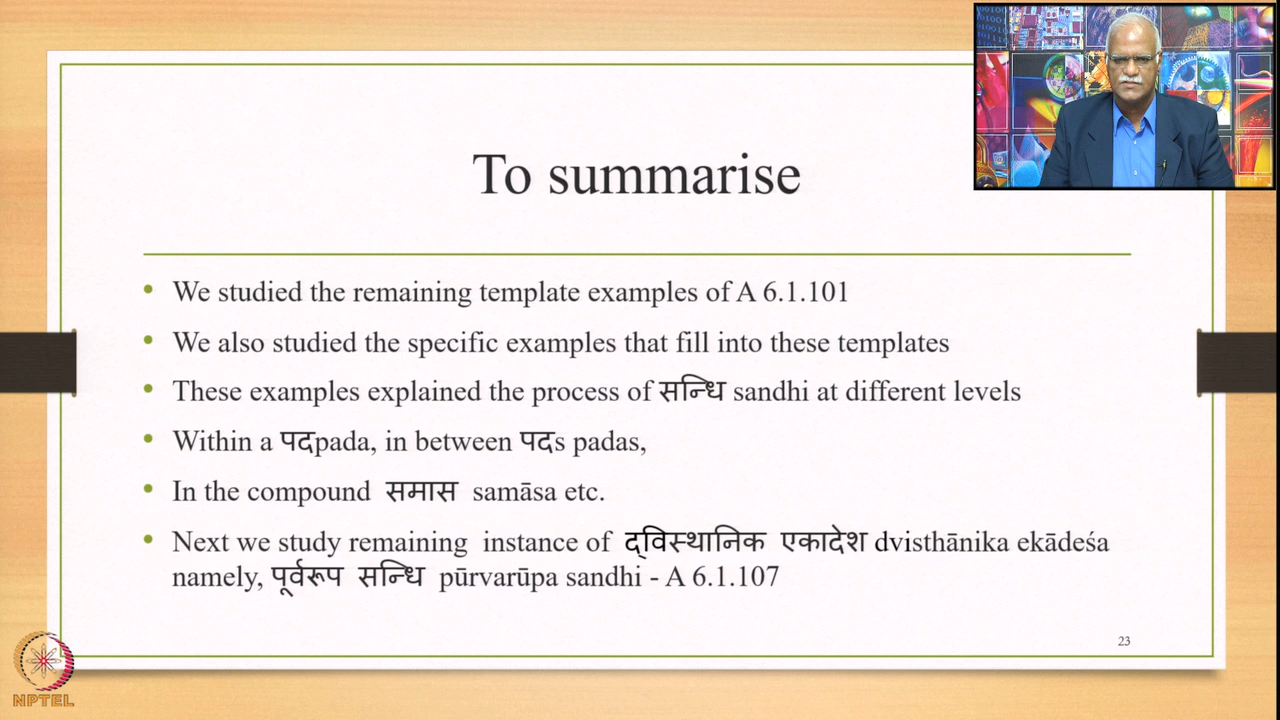 To summarise
• We studied the remaining template examples of A 6.1.101
• We also studied the specific examples that fill into these templates
• These examples explained the process of सन्धि sandhi at different levels
• Within a पदpada, in between पदs padas,
• In the compound समास samāsa etc.
• Next we study remaining instance of द्विस्थानिक एकादेश dvisthānika ekādeśa
namely, पूर्वरूप सन्धि pūrvarūpa sandhi - A 6.1.107
23
NPTEL